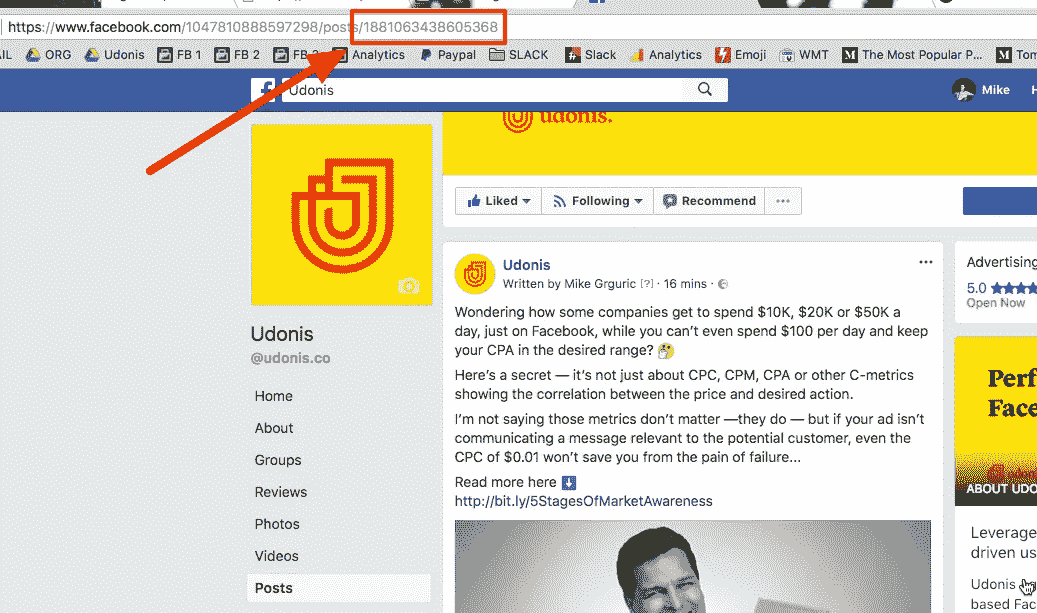 https://www.facebook.com/1047810888597298/posts/1881063438605368
ORG Udonis FB 1 FB 2 Analytics Paypal SLACK Slack Analytics Emoji WMT The Most Popular P... Tom
Udonis
Mike
udonis.
Liked Following Recommend ...
Udonis
Written by Mike Grguric [?] · 16 mins ·
Wondering how some companies get to spend $10K, $20K or $50K a
day, just on Facebook, while you can’t even spend $100 per day and keep
your CPA in the desired range?
Here’s a secret — it’s not just about CPC, CPM, CPA or other C-metrics
showing the correlation between the price and desired action.
I’m not saying those metrics don’t matter —they do — but if your ad isn’t
communicating a message relevant to the potential customer, even the
CPC of $0.01 won’t save you from the pain of failure...
Read more here
http://bit.ly/5StagesOfMarketAwareness
Udonis
@udonis.co
Home
About
Groups
Reviews
Photos
Videos
Posts
Advertising
5.0
Open Now
Perf
Face
ABOUT UDO
Leverage
driven us
Udonis
based Fac